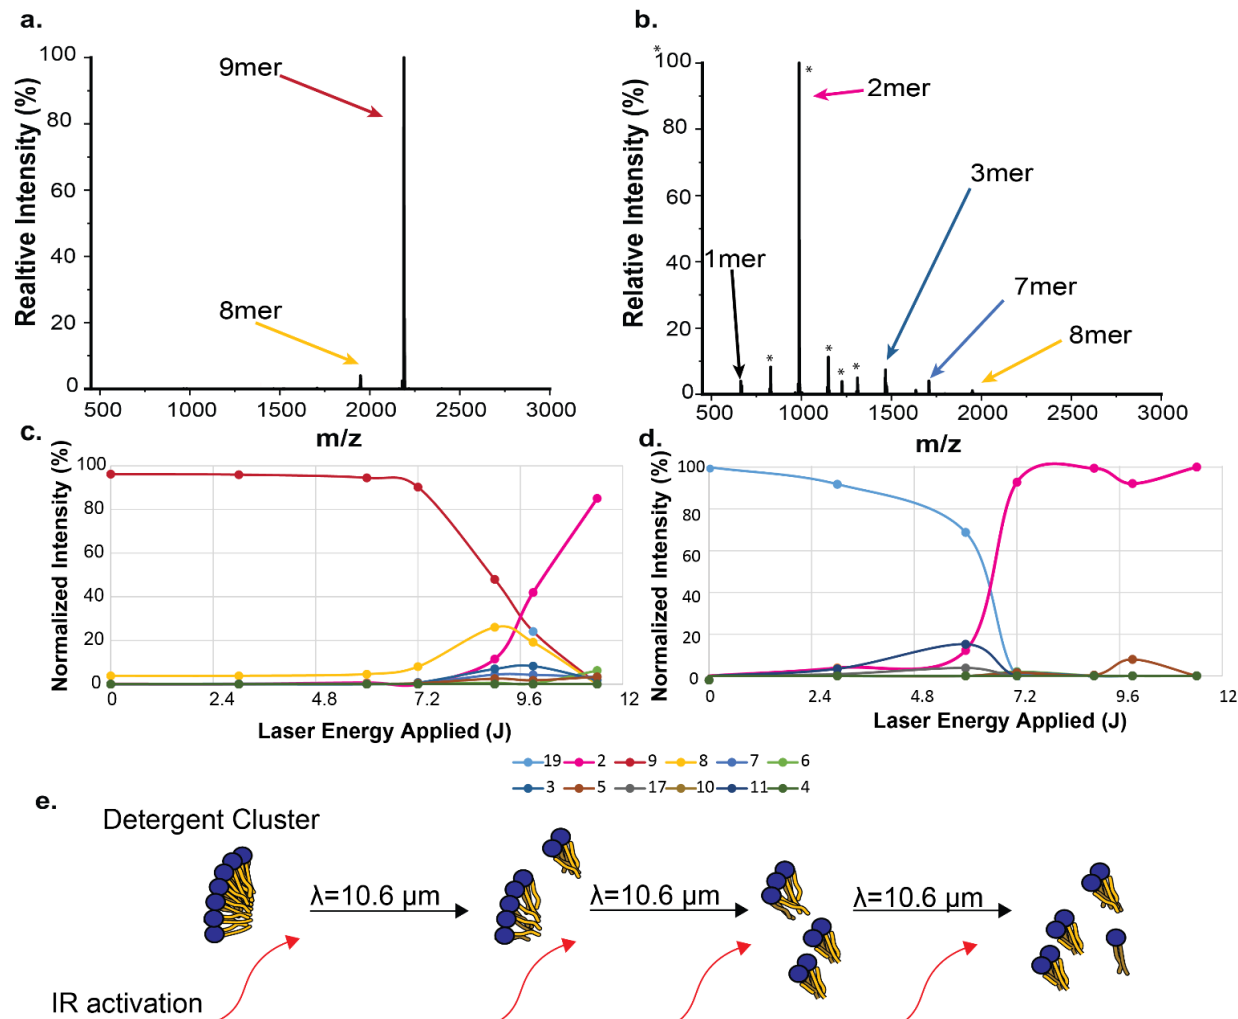 a.
Realtive Intensity (%)
100
80
60
40
20
0
9mer
8mer
500 1000 1500 2000 2500 3000
m/z
b.
Relative Intensity (%)
*
100
80
60
40
20
0
*
2mer
3mer
1mer
7mer
8mer
* * * *
500 1000 1500 2000 2500 3000
m/z
c.
Normalized Intensity (%)
100
80
60
40
20
0
0 2.4 4.8 7.2 9.6 12
Laser Energy Applied (J)
d.
Normalized Intensity (%)
100
80
60
40
20
0
0 2.4 4.8 7.2 9.6 12
Laser Energy Applied (J)
19 2 9 8 7 6
3 5 17 10 11 4
e.
Detergent Cluster
λ=10.6 µm λ=10.6 µm λ=10.6 µm
IR activation